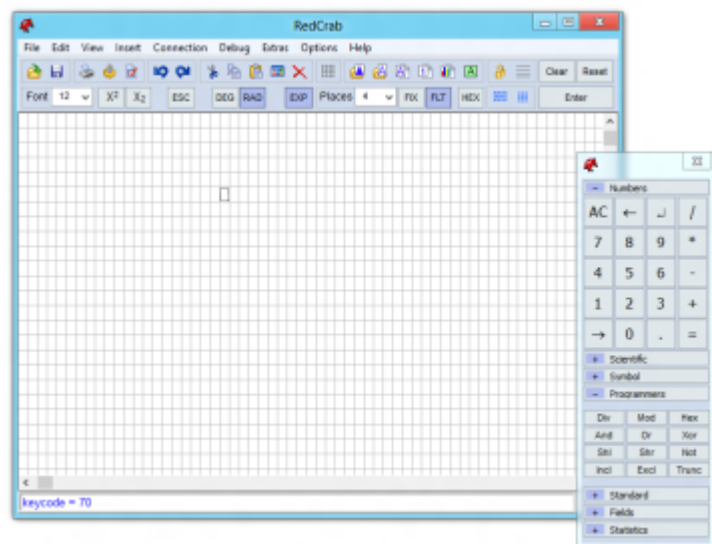 RedCrab
File Edit View Insert Connection Debug Extras Options Help
Clear Reset
Font 12 X² X₂ ESC DEG RAD EXP Places 4 FIX FLT HEX Enter
keycode = 70
- Numbers
AC ← ↲ /
7 8 9 *
4 5 6 -
1 2 3 +
→ 0 . =
+ Scientific
+ Symbol
- Programmers
Div Mod Hex
And Or Xor
Shl Shr Not
Incl Excl Trunc
+ Standard
+ Fields
+ Statistics